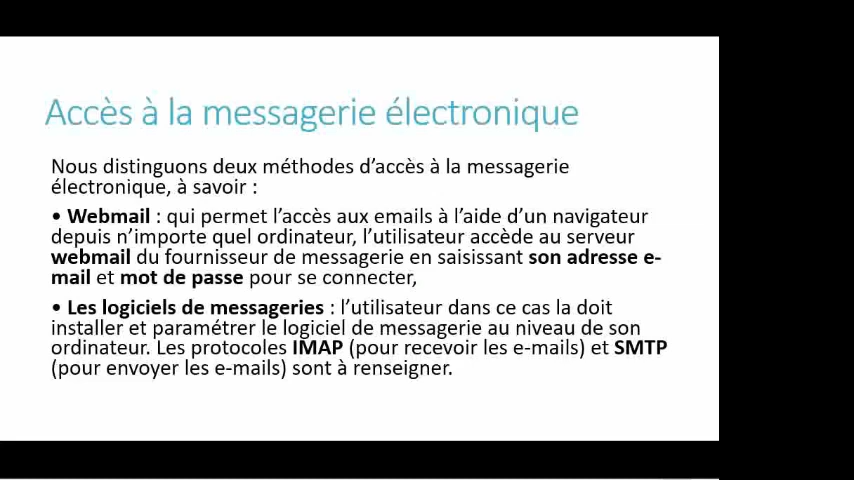 Accès à la messagerie électronique
Nous distinguons deux méthodes d’accès à la messagerie
électronique, à savoir :
• Webmail : qui permet l’accès aux emails à l’aide d’un navigateur
depuis n’importe quel ordinateur, l’utilisateur accède au serveur
webmail du fournisseur de messagerie en saisissant son adresse e-
mail et mot de passe pour se connecter,
• Les logiciels de messageries : l’utilisateur dans ce cas la doit
installer et paramétrer le logiciel de messagerie au niveau de son
ordinateur. Les protocoles IMAP (pour recevoir les e-mails) et SMTP
(pour envoyer les e-mails) sont à renseigner.